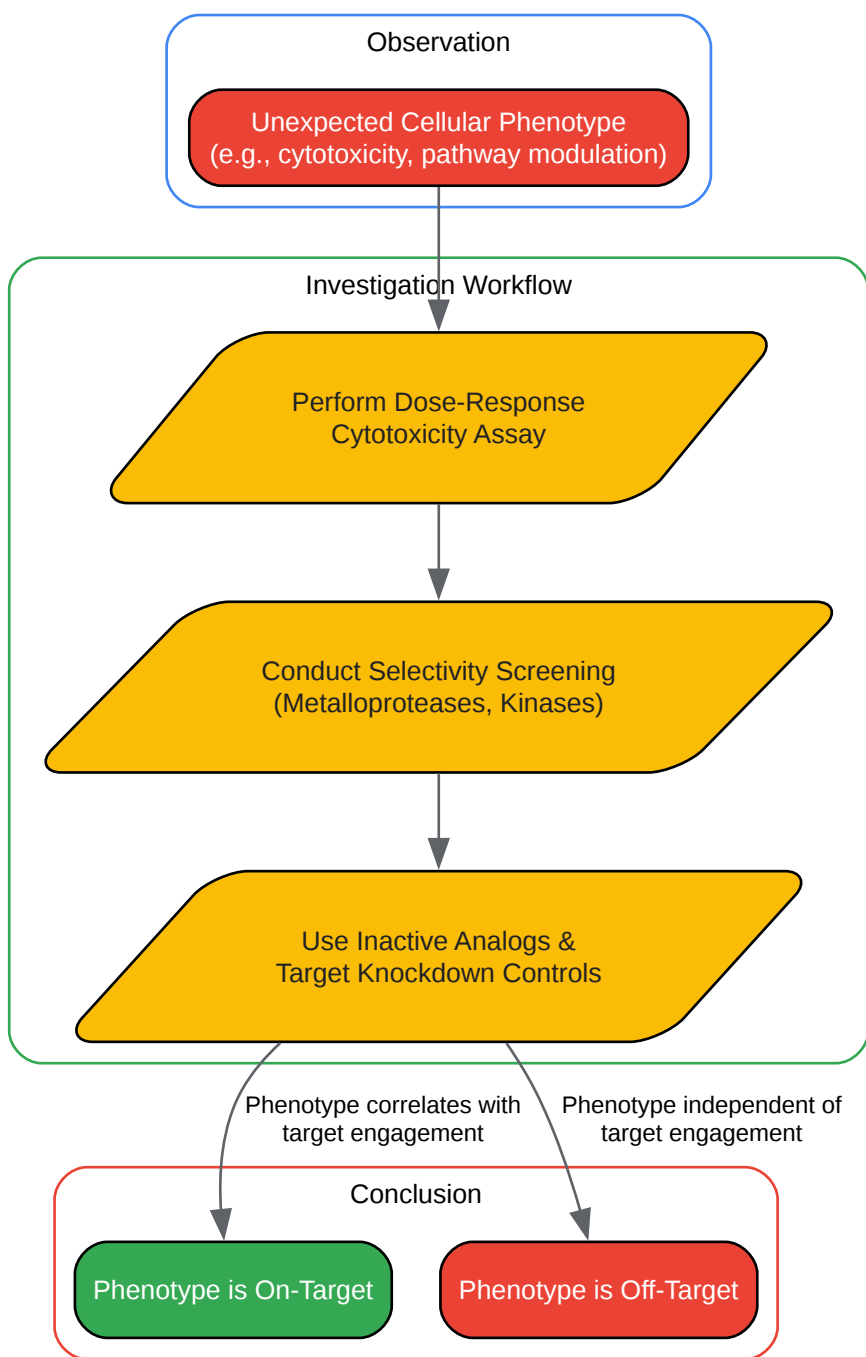 Observation
Unexpected Cellular Phenotype
(e.g., cytotoxicity, pathway modulation)
Investigation Workflow
Perform Dose-Response
Cytotoxicity Assay
Conduct Selectivity Screening
(Metalloproteases, Kinases)
Use Inactive Analogs &
Target Knockdown Controls
Phenotype correlates with
target engagement
Phenotype independent of
target engagement
Conclusion
Phenotype is On-Target
Phenotype is Off-Target